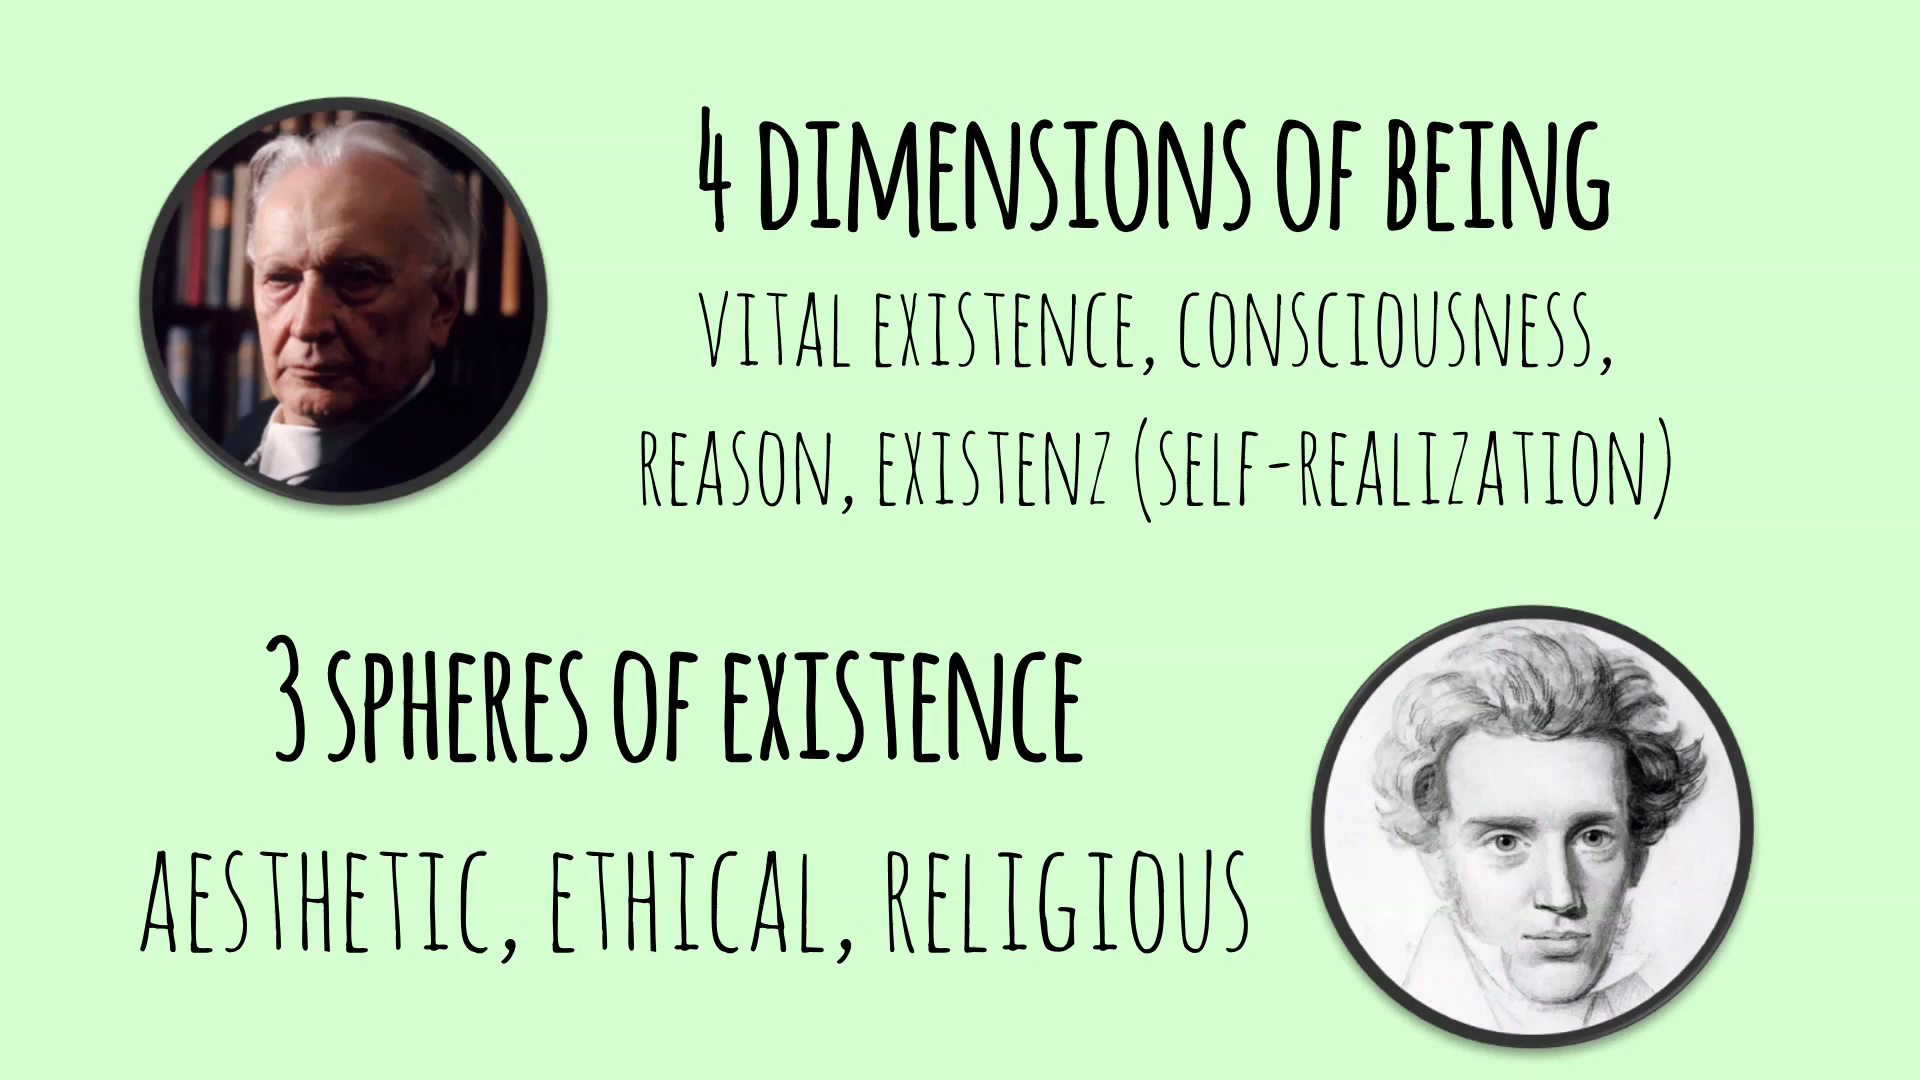 4 DIMENSIONS OF BEING
VITAL EXISTENCE, CONSCIOUSNESS,
REASON, EXISTENZ (SELF-REALIZATION)
3 SPHERES OF EXISTENCE
AESTHETIC, ETHICAL, RELIGIOUS